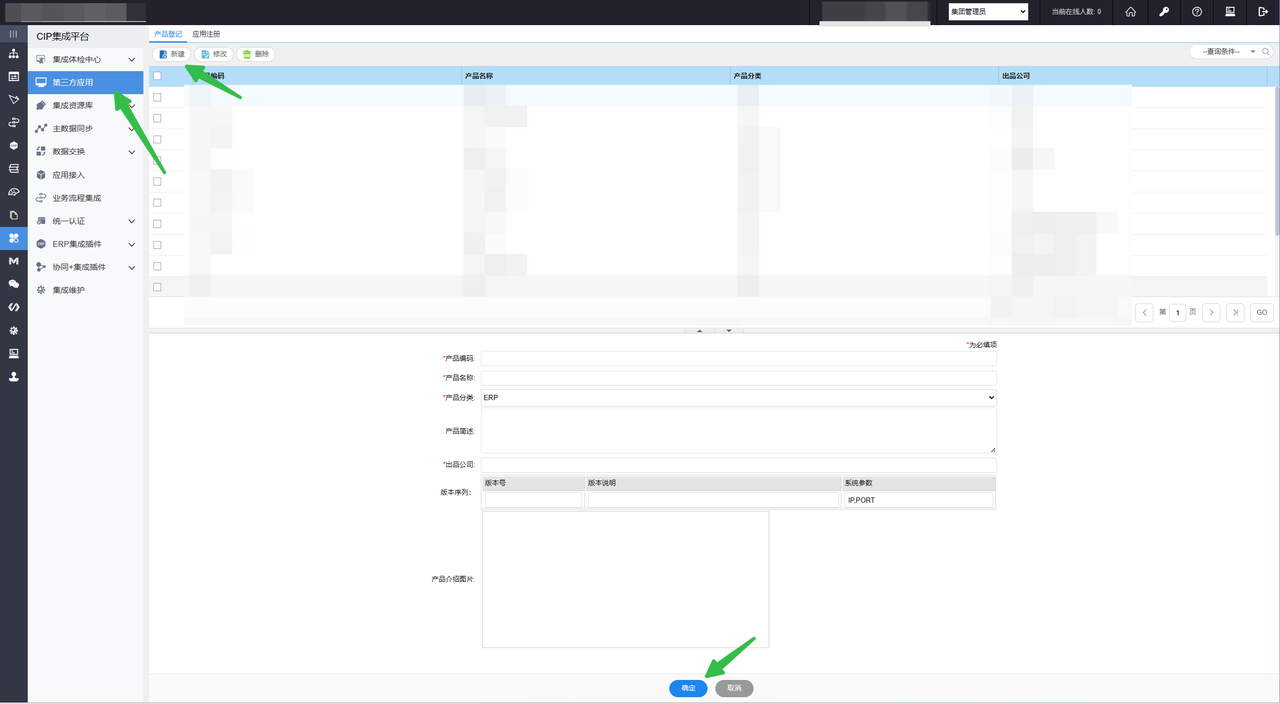 集团管理员
当前在线人数: 0
CIP集成平台
集成体检中心
第三方应用
集成资源库
主数据同步
数据交换
应用接入
业务流程集成
统一认证
ERP集成插件
协同+集成插件
集成维护
产品登记 应用注册
新建 修改 删除
--查询条件--
编码 产品名称 产品分类 出品公司
第 1 页 GO
*为必填项
*产品编码:
*产品名称:
*产品分类: ERP
产品简述:
*出品公司:
版本序列: 版本号 版本说明 系统参数
IP,PORT
产品介绍图片:
确定 取消